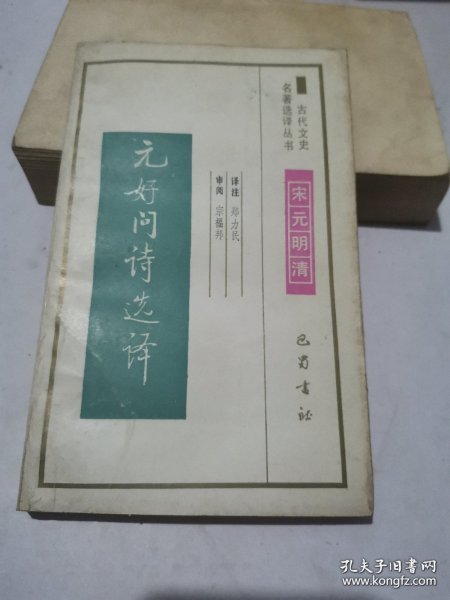 古代文史
名著选译丛书
宋元明清
译注 郑力民
审阅 宗福邦
元好问诗选译
巴蜀书社
孔夫子旧书网
www.kongfz.com